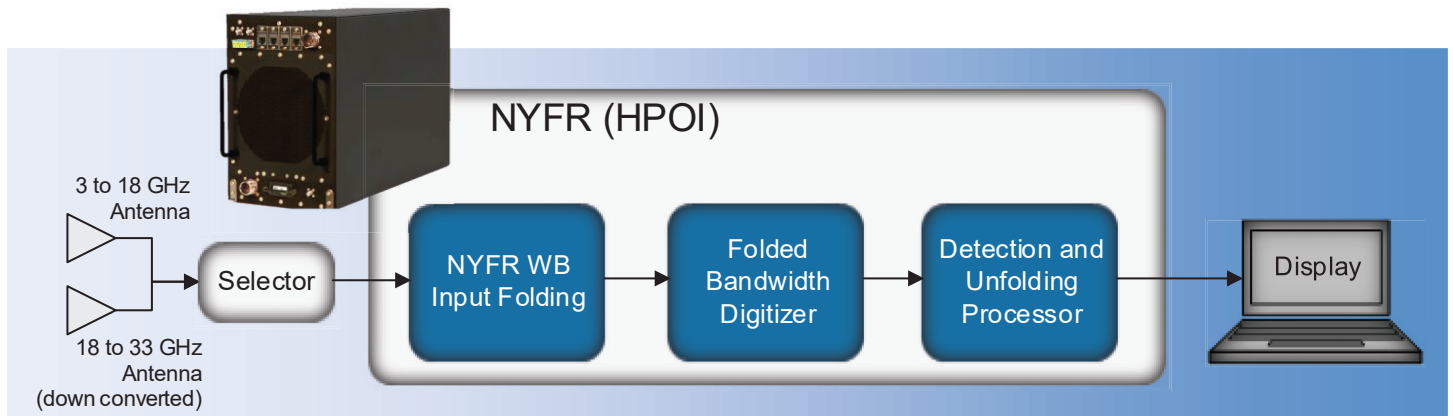 NYFR (HPOI)
3 to 18 GHz
Antenna
18 to 33 GHz
Antenna
(down converted)
Selector
NYFR WB
Input Folding
Folded
Bandwidth
Digitizer
Detection and
Unfolding
Processor
Display